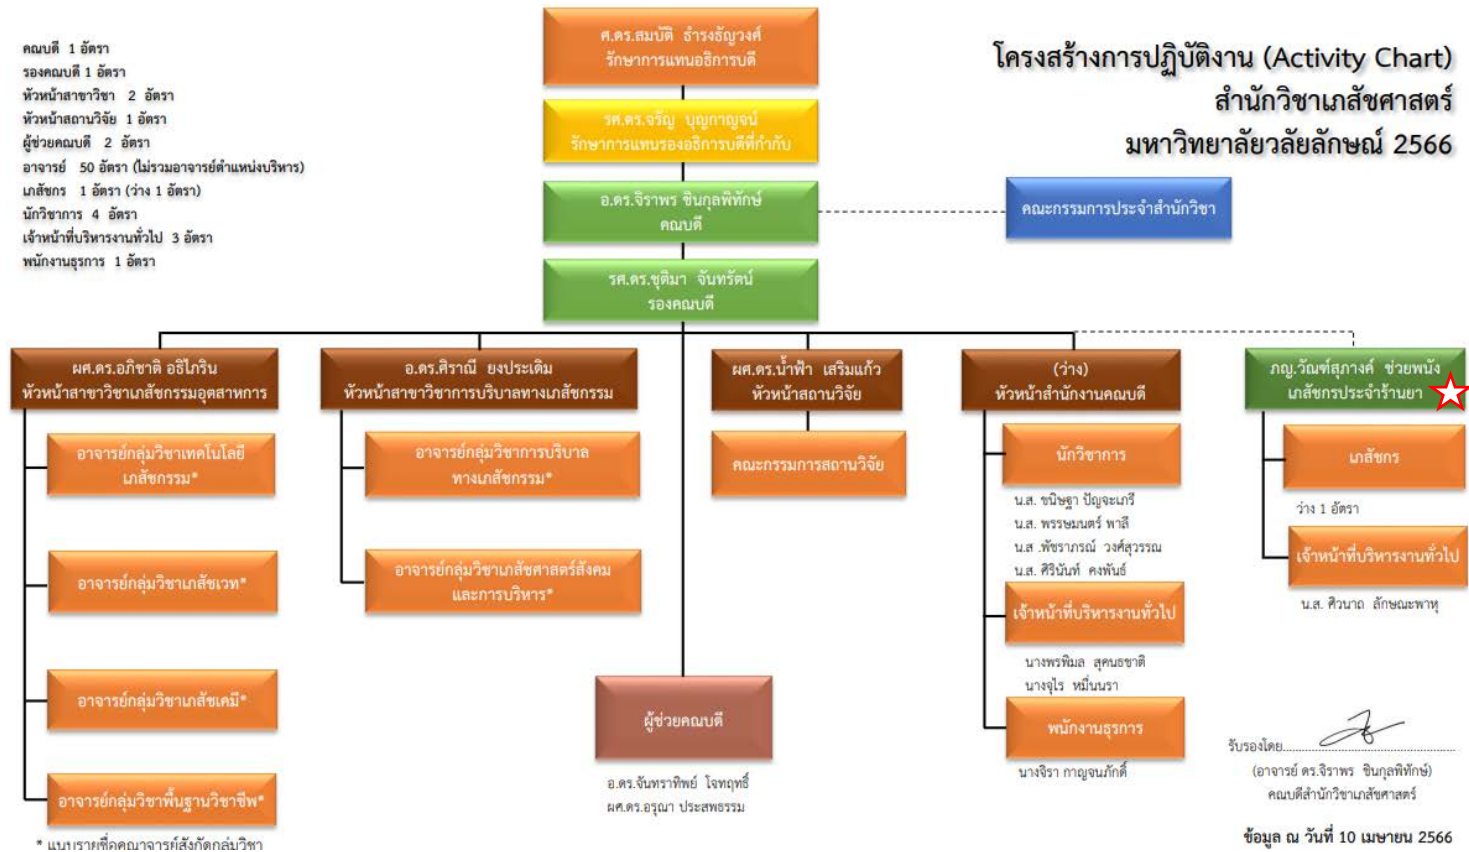 คณบดี 1 อัตรา
รองคณบดี 1 อัตรา
หัวหน้าสาขาวิชา 2 อัตรา
หัวหน้าสถานวิจัย 1 อัตรา
ผู้ช่วยคณบดี 2 อัตรา
อาจารย์ 50 อัตรา (ไม่รวมอาจารย์ตำแหน่งบริหาร)
เภสัชกร 1 อัตรา (ว่าง 1 อัตรา)
นักวิชาการ 4 อัตรา
เจ้าหน้าที่บริหารงานทั่วไป 3 อัตรา
พนักงานธุรการ 1 อัตรา
โครงสร้างการปฏิบัติงาน (Activity Chart)
สำนักวิชาเภสัชศาสตร์
มหาวิทยาลัยวลัยลักษณ์ 2566
ศ.ดร.สมบัติ ธำรงธัญวงศ์
รักษาการแทนอธิการบดี
รศ.ดร.จรัญ บุญกาญจน์
รักษาการแทนรองอธิการบดีที่กำกับ
อ.ดร.จิราพร ชินกุลพิทักษ์
คณบดี
คณะกรรมการประจำสำนักวิชา
รศ.ดร.ชุติมา จันทรัตน์
รองคณบดี
ผศ.ดร.อภิชาติ อธิไภริน
หัวหน้าสาขาวิชาเภสัชกรรมอุตสาหการ
อาจารย์กลุ่มวิชาเทคโนโลยี
เภสัชกรรม*
อาจารย์กลุ่มวิชาเภสัชเวท*
อาจารย์กลุ่มวิชาเภสัชเคมี*
อาจารย์กลุ่มวิชาพื้นฐานวิชาชีพ*
* แนบรายชื่อคณาจารย์สังกัดกลุ่มวิชา
อ.ดร.ศิราณี ยงประเดิม
หัวหน้าสาขาวิชาการบริบาลทางเภสัชกรรม
อาจารย์กลุ่มวิชาการบริบาล
ทางเภสัชกรรม*
อาจารย์กลุ่มวิชาเภสัชศาสตร์สังคม
และการบริหาร*
ผู้ช่วยคณบดี
อ.ดร.จันทราทิพย์ โจทฤทธิ์
ผศ.ดร.อรุณา ประสพธรรม
ผศ.ดร.น้ำฟ้า เสริมแก้ว
หัวหน้าสถานวิจัย
คณะกรรมการสถานวิจัย
(ว่าง)
หัวหน้าสำนักงานคณบดี
นักวิชาการ
น.ส. ขนิษฐา ปัญจะเภรี
น.ส. พรรษมนตร์ พาลี
น.ส .พัชราภรณ์ วงศ์สุวรรณ
น.ส. ศิรินันท์ คงพันธ์
เจ้าหน้าที่บริหารงานทั่วไป
นางพรพิมล สุคนธชาติ
นางจุไร หมื่นนรา
พนักงานธุรการ
นางจิรา กาญจนภักดิ์
ภญ.วัณฑ์สุภางค์ ช่วยพนัง
เภสัชกรประจำร้านยา
เภสัชกร
ว่าง 1 อัตรา
เจ้าหน้าที่บริหารงานทั่วไป
น.ส. ศิวนาถ ลักษณะพาหุ
รับรองโดย
(อาจารย์ ดร.จิราพร ชินกุลพิทักษ์)
คณบดีสำนักวิชาเภสัชศาสตร์
ข้อมูล ณ วันที่ 10 เมษายน 2566